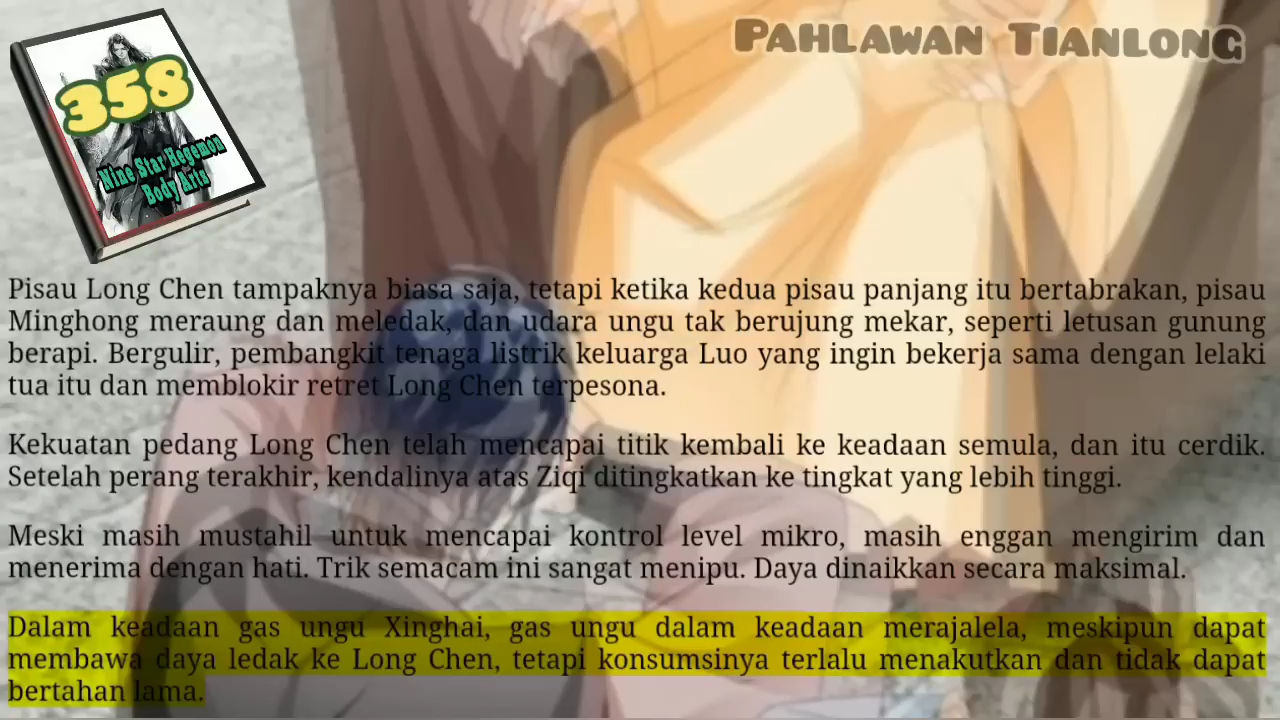 PAHLAWAN TIANLONG
358
Nine Star Hegemon
Body Arts
Pisau Long Chen tampaknya biasa saja, tetapi ketika kedua pisau panjang itu bertabrakan, pisau
Minghong meraung dan meledak, dan udara ungu tak berujung mekar, seperti letusan gunung
berapi. Bergulir, pembangkit tenaga listrik keluarga Luo yang ingin bekerja sama dengan lelaki
tua itu dan memblokir retret Long Chen terpesona.
Kekuatan pedang Long Chen telah mencapai titik kembali ke keadaan semula, dan itu cerdik.
Setelah perang terakhir, kendalinya atas Ziqi ditingkatkan ke tingkat yang lebih tinggi.
Meski masih mustahil untuk mencapai kontrol level mikro, masih enggan mengirim dan
menerima dengan hati. Trik semacam ini sangat menipu. Daya dinaikkan secara maksimal.
Dalam keadaan gas ungu Xinghai, gas ungu dalam keadaan merajalela, meskipun dapat
membawa daya ledak ke Long Chen, tetapi konsumsinya terlalu menakutkan dan tidak dapat
bertahan lama.